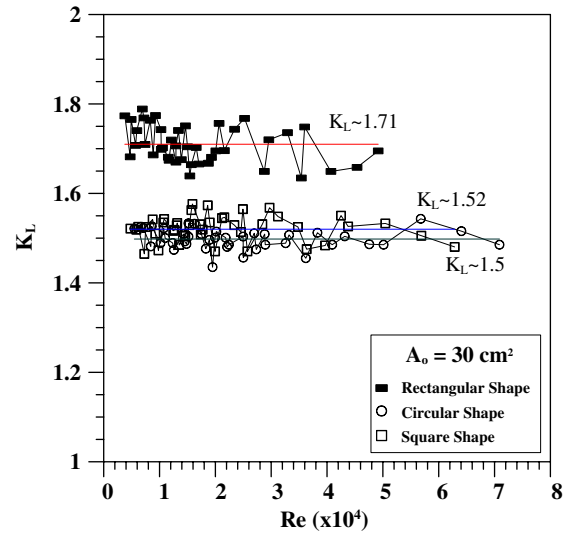 2
1.8
1.6
1.4
1.2
1
K_L
K_L~1.71
K_L~1.52
K_L~1.5
Aₒ = 30 cm²
Rectangular Shape
Circular Shape
Square Shape
0 1 2 3 4 5 6 7 8
Re (x10⁴)